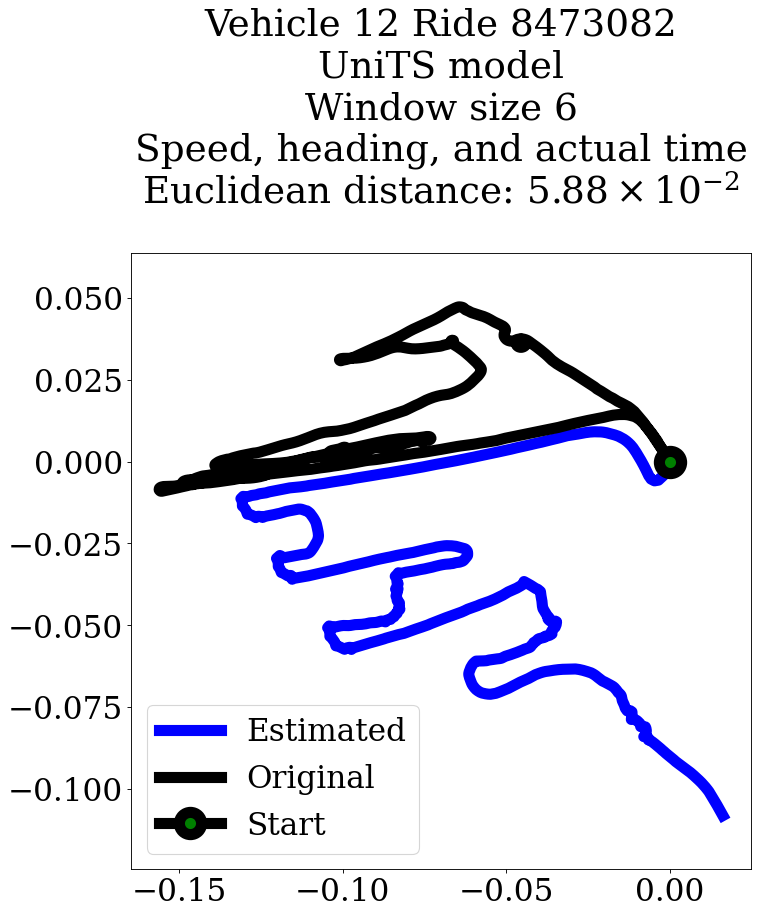 Vehicle 12 Ride 8473082
UniTS model
Window size 6
Speed, heading, and actual time
Euclidean distance: 5.88 × 10⁻²
0.050
0.025
0.000
−0.025
−0.050
−0.075
−0.100
Estimated
Original
Start
−0.15 −0.10 −0.05 0.00